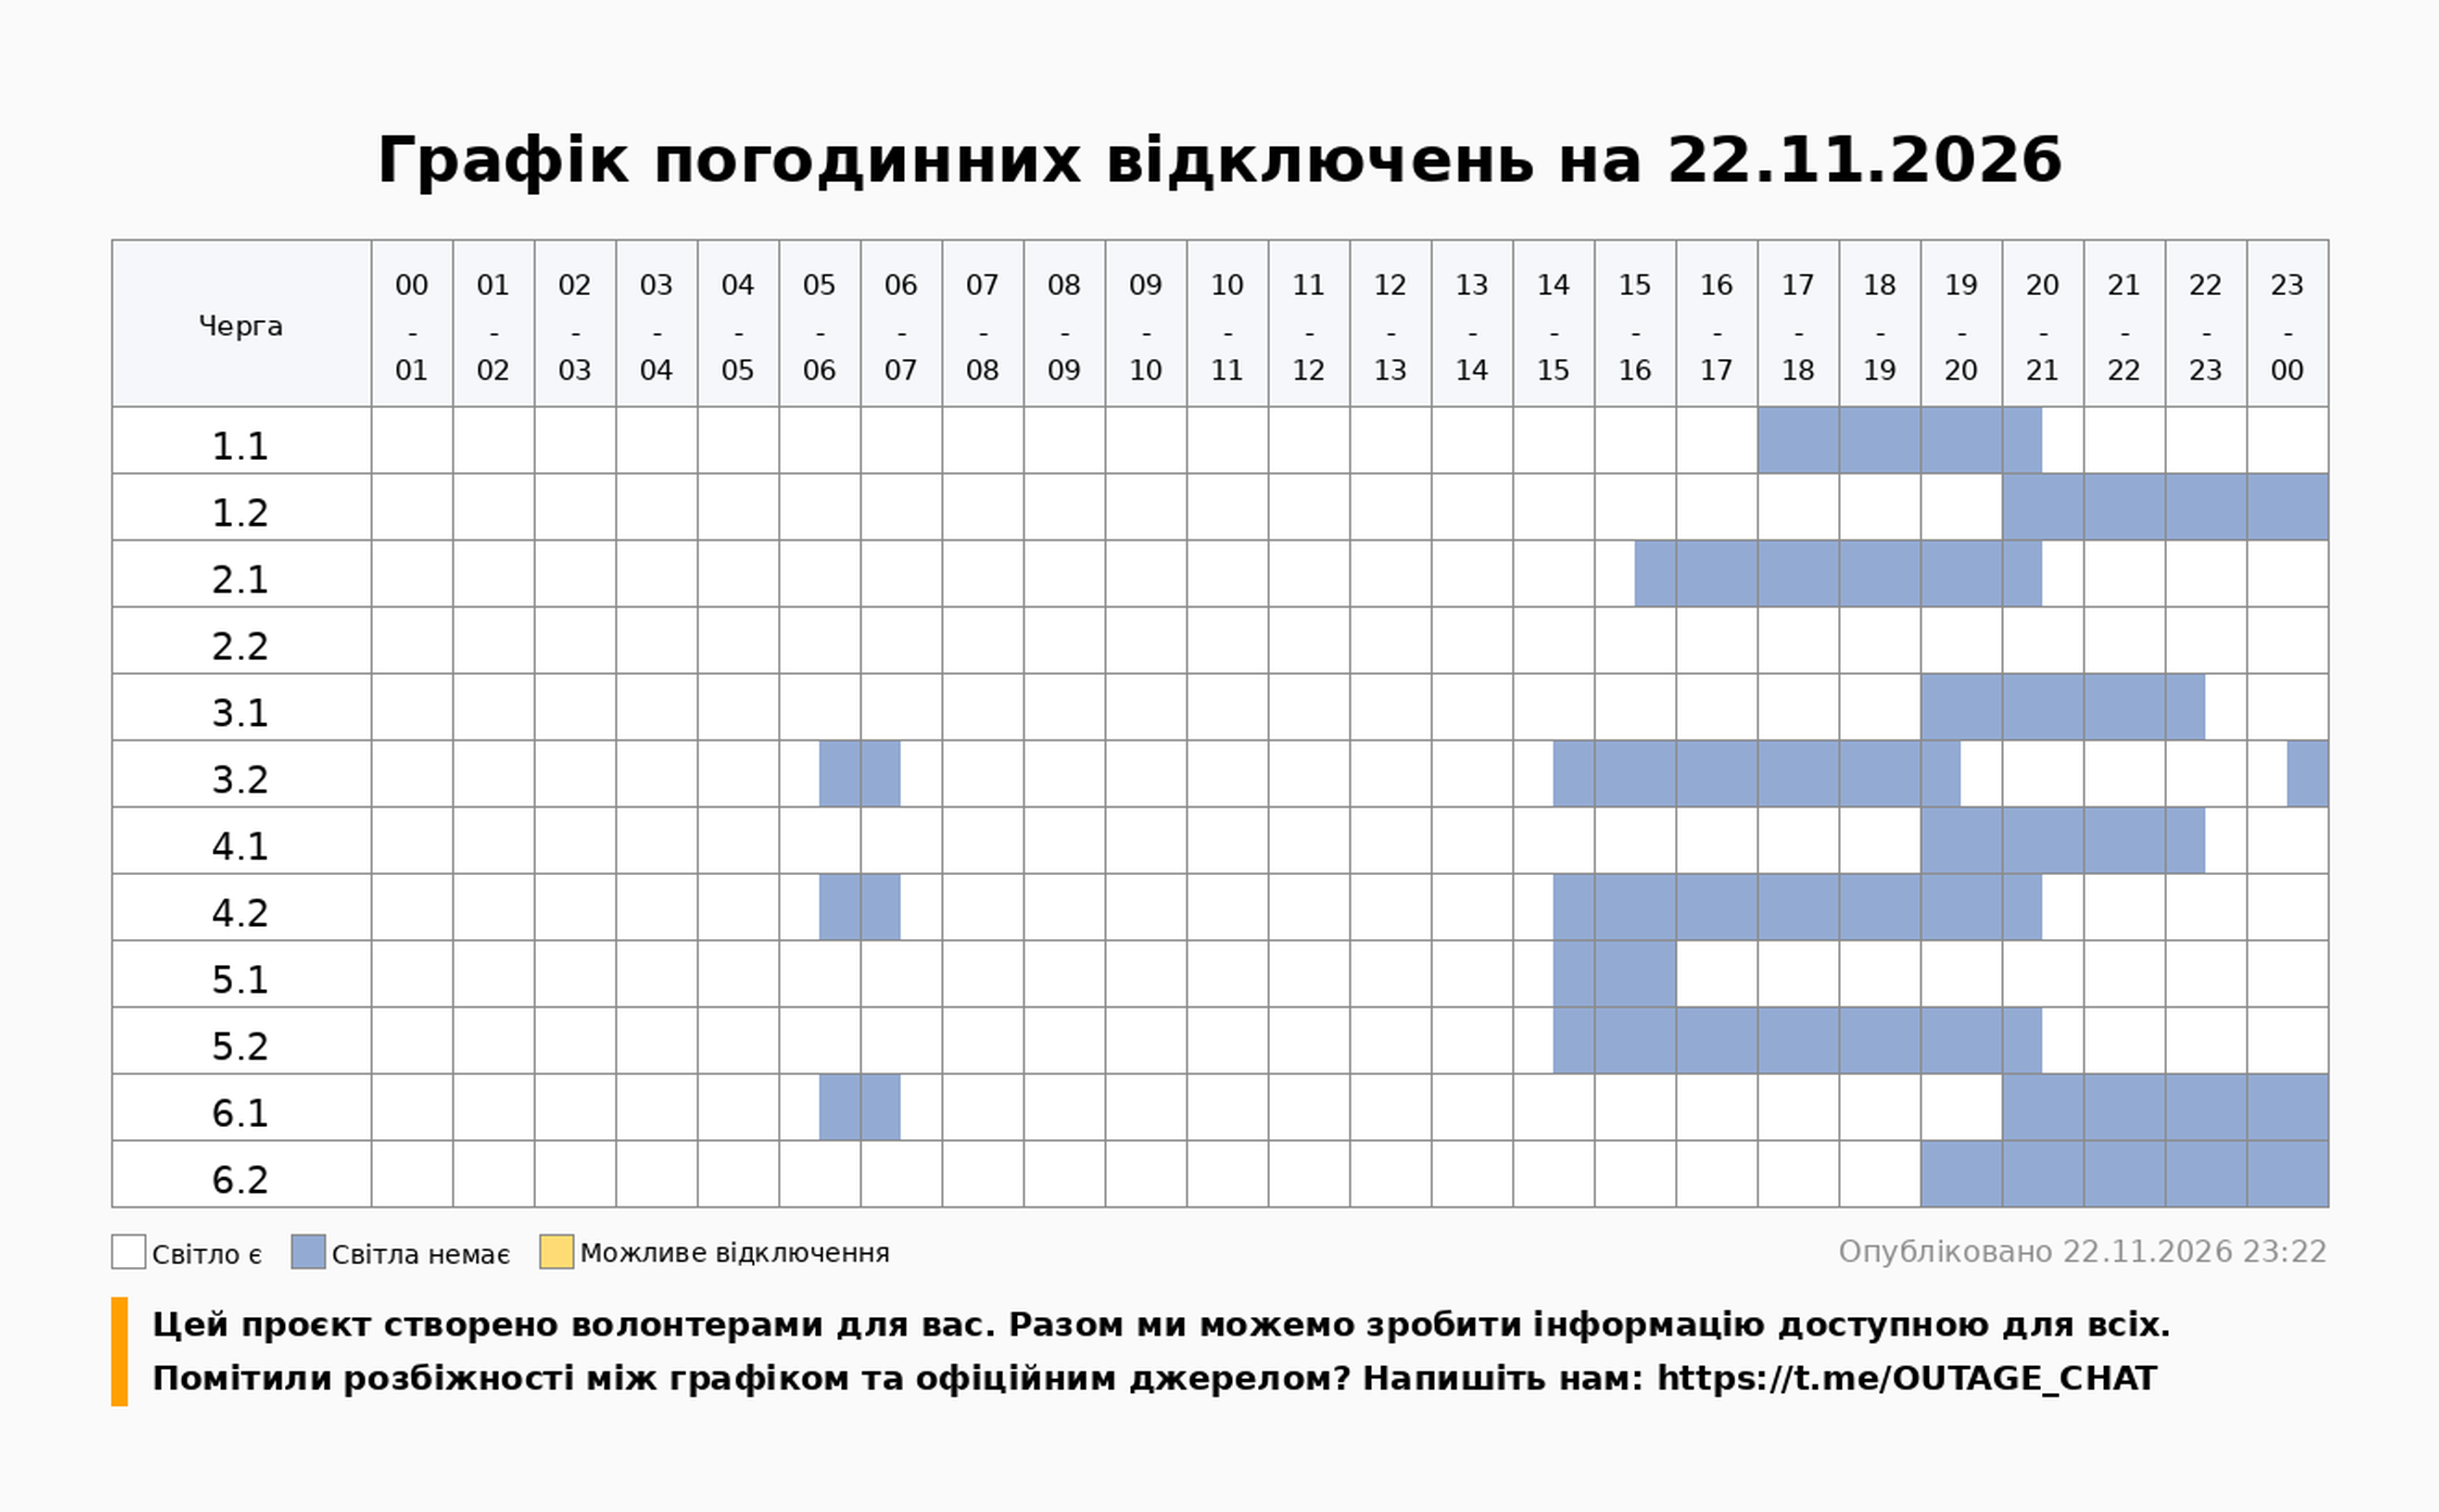 Графік погодинних відключень на 22.11.2026
Черга 00 - 01 01 - 02 02 - 03 03 - 04 04 - 05 05 - 06 06 - 07 07 - 08 08 - 09 09 - 10 10 - 11 11 - 12 12 - 13 13 - 14 14 - 15 15 - 16 16 - 17 17 - 18 18 - 19 19 - 20 20 - 21 21 - 22 22 - 23 23 - 00
1.1
1.2
2.1
2.2
3.1
3.2
4.1
4.2
5.1
5.2
6.1
6.2
Світло є Світла немає Можливе відключення Опубліковано 22.11.2026 23:22
Цей проєкт створено волонтерами для вас. Разом ми можемо зробити інформацію доступною для всіх.
Помітили розбіжності між графіком та офіційним джерелом? Напишіть нам: https://t.me/OUTAGE_CHAT